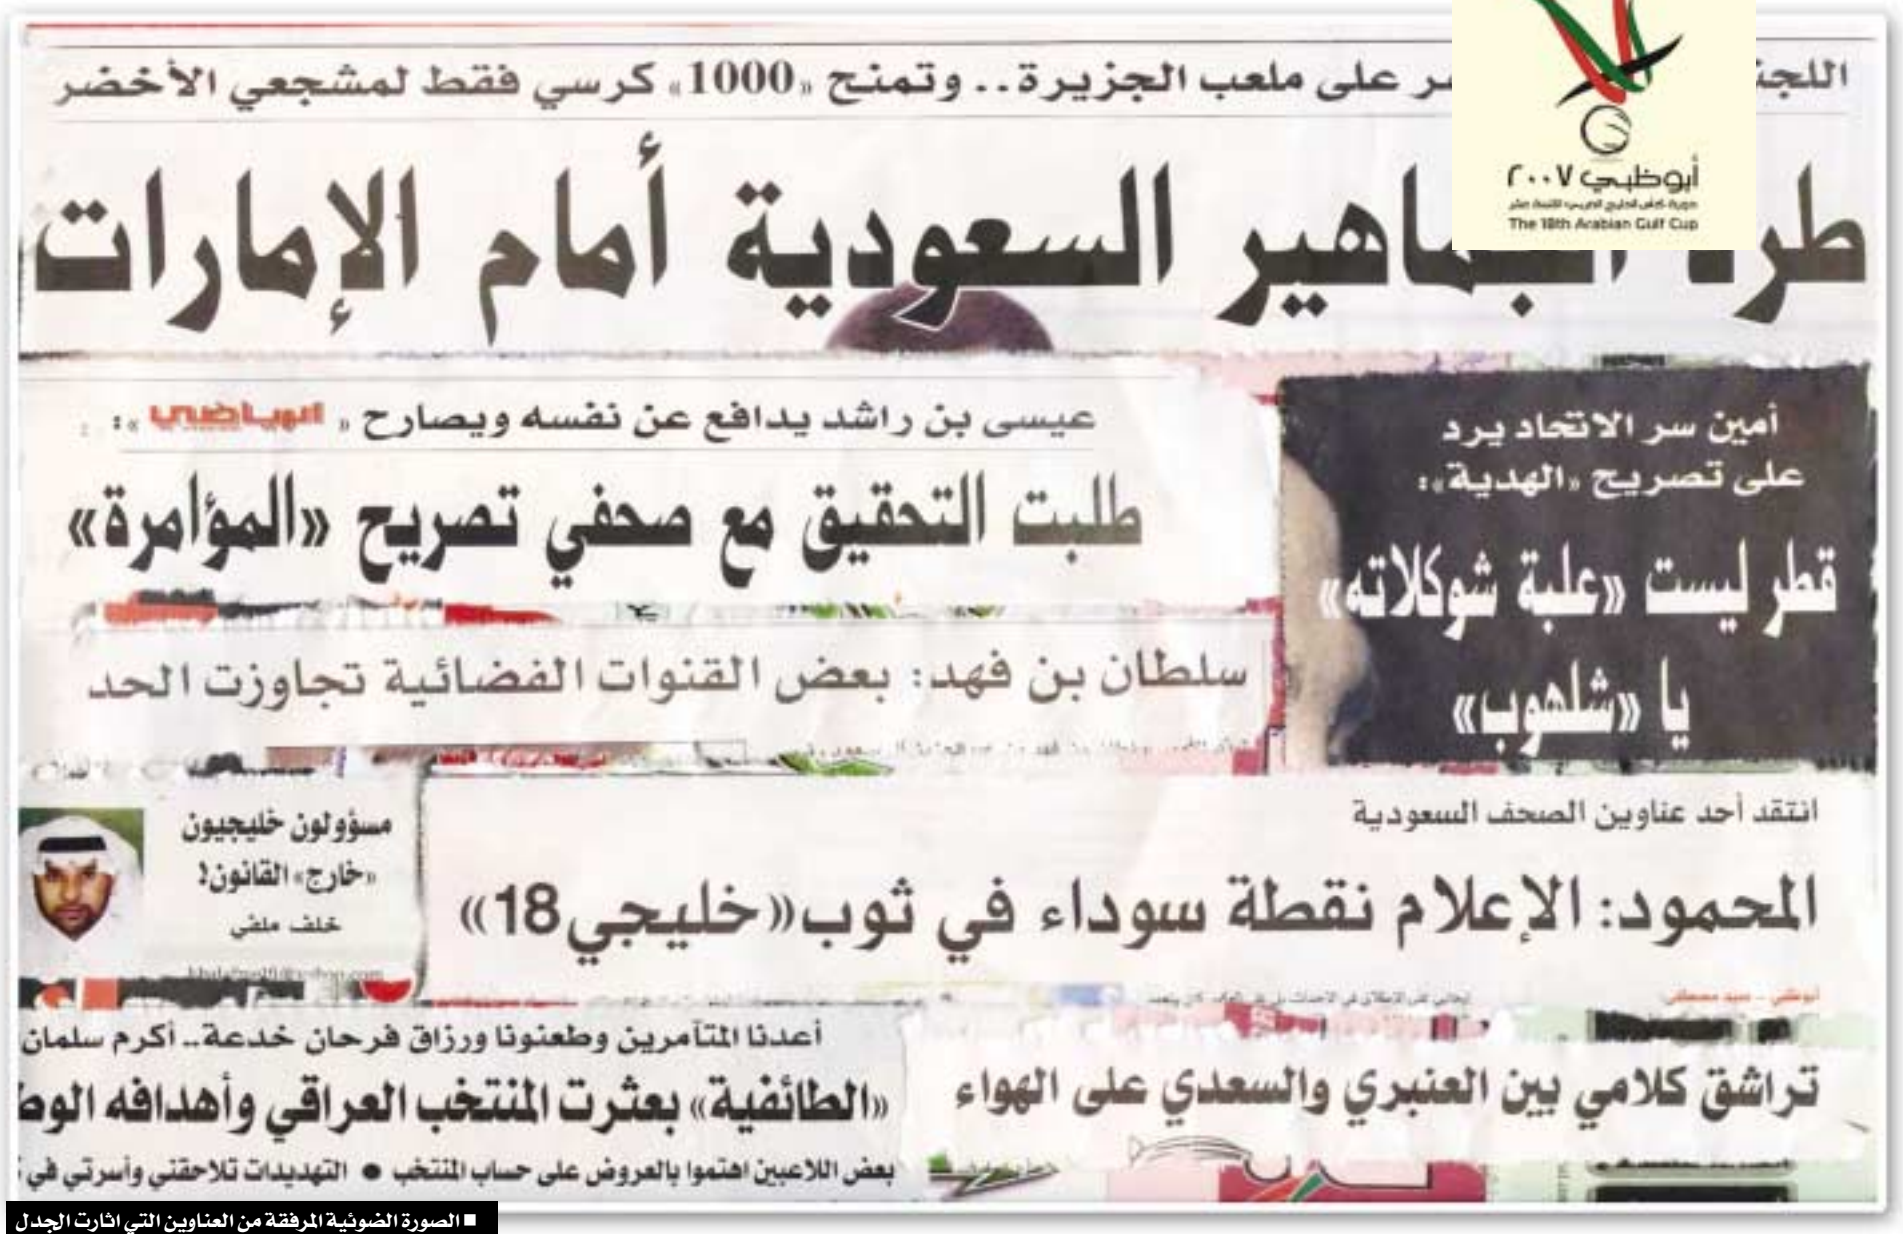 على ملعب الجزيرة.. وتمنح «1000» كرسي فقط لمشجعي الأخضر
أبوظبي ٢٠٠٧
The 18th Arabian Gulf Cup
السعودية أمام الإمارات
أمين سر الاتحاد يرد
على تصريح «الهدية»:
قطر ليست «علبة شوكلاته»
يا «شلهوب»
عيسى بن راشد يدافع عن نفسه ويصارح « الرياضي »:
طلبت التحقيق مع صحفي تصريح «المؤامرة»
سلطان بن فهد: بعض القنوات الفضائية تجاوزت الحد
انتقد أحد عناوين الصحف السعودية
المحمود: الإعلام نقطة سوداء في ثوب«خليجي18»
مسؤولون خليجيون
«خارج» القانون!
خلف ملفي
تراشق كلامي بين العنبري والسعدي على الهواء
أعدنا المتآمرين وطعنونا ورزاق فرحان خدعة.. أكرم سلمان
«الطائفية» بعثرت المنتخب العراقي وأهدافه
بعض اللاعبين اهتموا بالعروض على حساب المنتخب ● التهديدات تلاحقني وأسرتي في
■ الصورة الضوئية المرفقة من العناوين التي اثارت الجدل